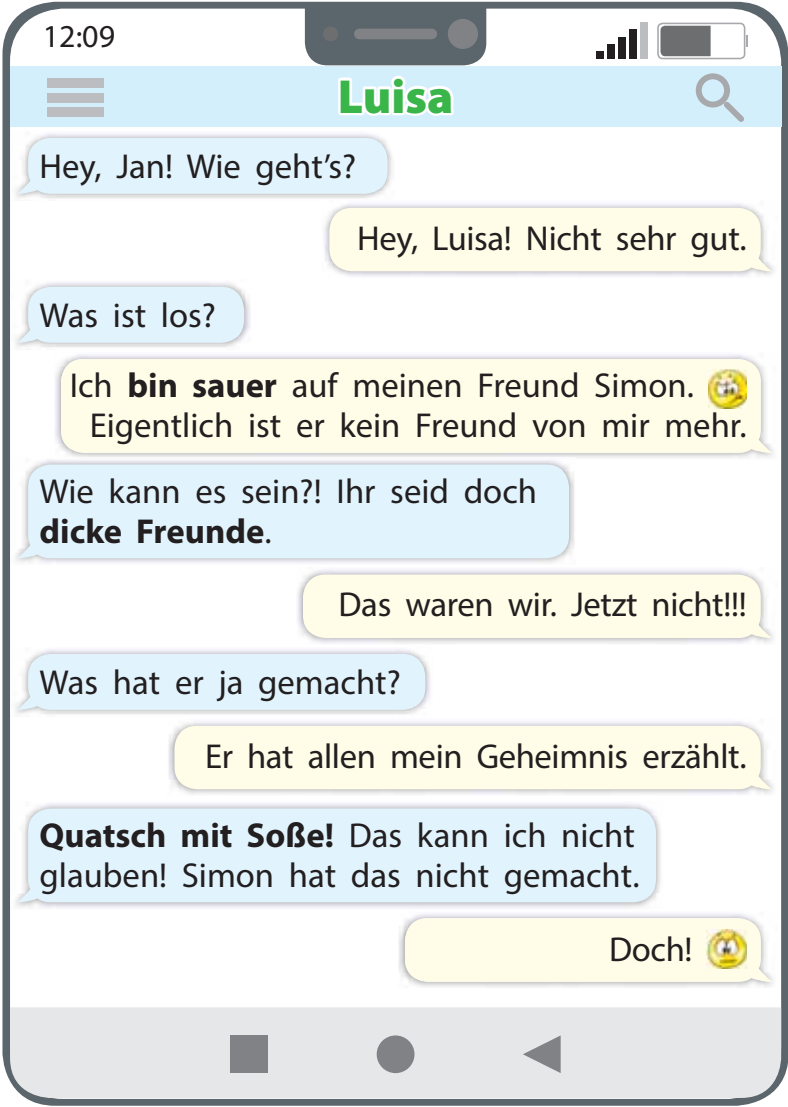 12:09
Luisa
Hey, Jan! Wie geht's?
Hey, Luisa! Nicht sehr gut.
Was ist los?
Ich bin sauer auf meinen Freund Simon.
Eigentlich ist er kein Freund von mir mehr.
Wie kann es sein?! Ihr seid doch
dicke Freunde.
Das waren wir. Jetzt nicht!!!
Was hat er ja gemacht?
Er hat allen mein Geheimnis erzählt.
Quatsch mit Soße! Das kann ich nicht
glauben! Simon hat das nicht gemacht.
Doch!